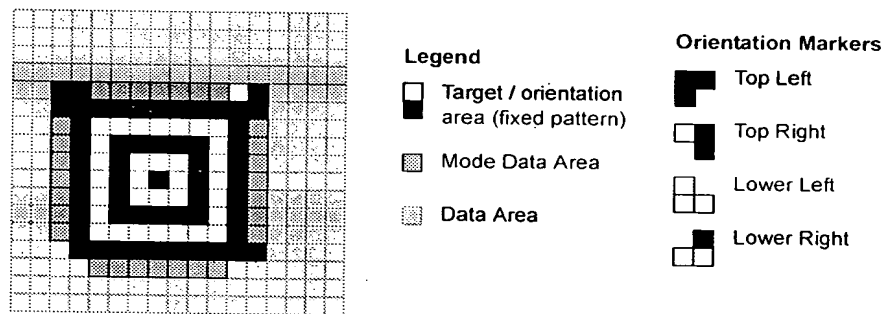 Legend
Target / orientation
area (fixed pattern)
Mode Data Area
Data Area
Orientation Markers
Top Left
Top Right
Lower Left
Lower Right